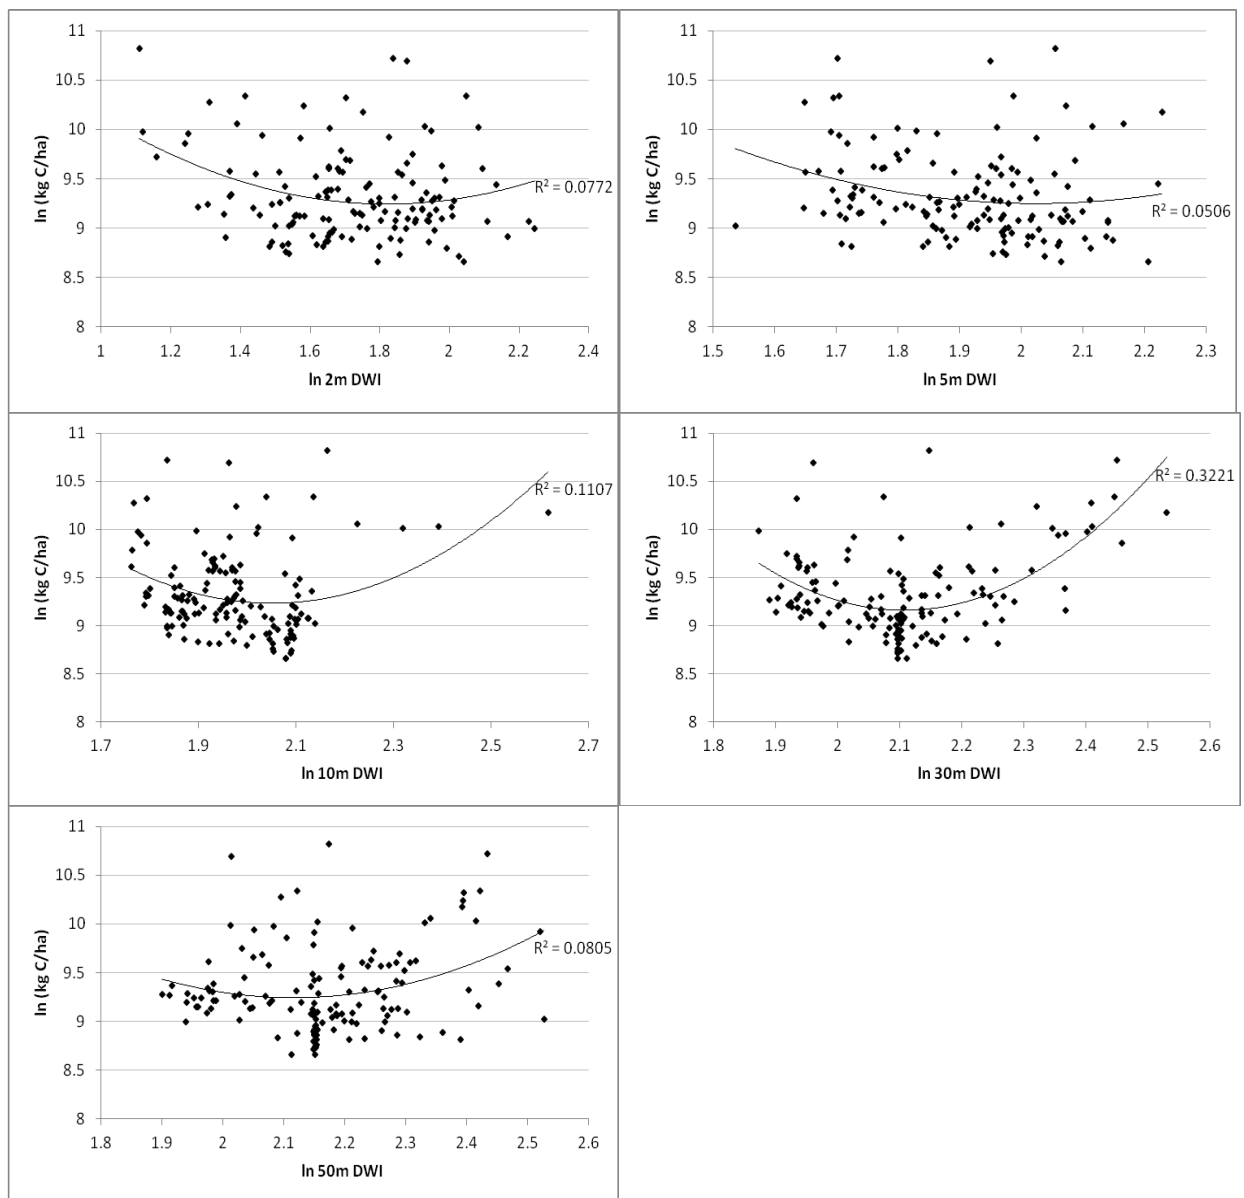 11
10.5
10
9.5
9
8.5
8
ln (kg C/ha)
R² = 0.0772
1 1.2 1.4 1.6 1.8 2 2.2 2.4
ln 2m DWI
11
10.5
10
9.5
9
8.5
8
ln (kg C/ha)
R² = 0.0506
1.5 1.6 1.7 1.8 1.9 2 2.1 2.2 2.3
ln 5m DWI
11
10.5
10
9.5
9
8.5
8
ln (kg C/ha)
R² = 0.1107
1.7 1.9 2.1 2.3 2.5 2.7
ln 10m DWI
11
10.5
10
9.5
9
8.5
8
ln (kg C/ha)
R² = 0.3221
1.8 1.9 2 2.1 2.2 2.3 2.4 2.5 2.6
ln 30m DWI
11
10.5
10
9.5
9
8.5
8
ln (kg C/ha)
R² = 0.0805
1.8 1.9 2 2.1 2.2 2.3 2.4 2.5 2.6
ln 50m DWI